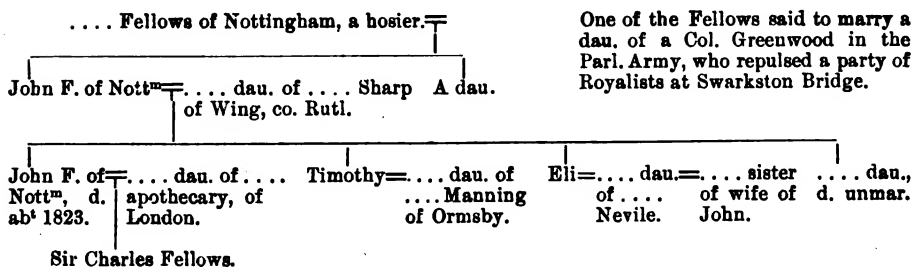 .... Fellows of Nottingham, a hosier.=
One of the Fellows said to marry a
dau. of a Col. Greenwood in the
Parl. Army, who repulsed a party of
Royalists at Swarkston Bridge.
John F. of Nottᵐ=.... dau. of .... Sharp
of Wing, co. Rutl.
A dau.
John F. of=.... dau. of ....
Nottᵐ, d. apothecary, of
abᵗ 1823. London.
Timothy=.... dau. of
.... Manning
of Ormsby.
Eli=.... dau.=.... sister
of .... of wife of
Nevile. John.
.... dau.,
d. unmar.
Sir Charles Fellows.